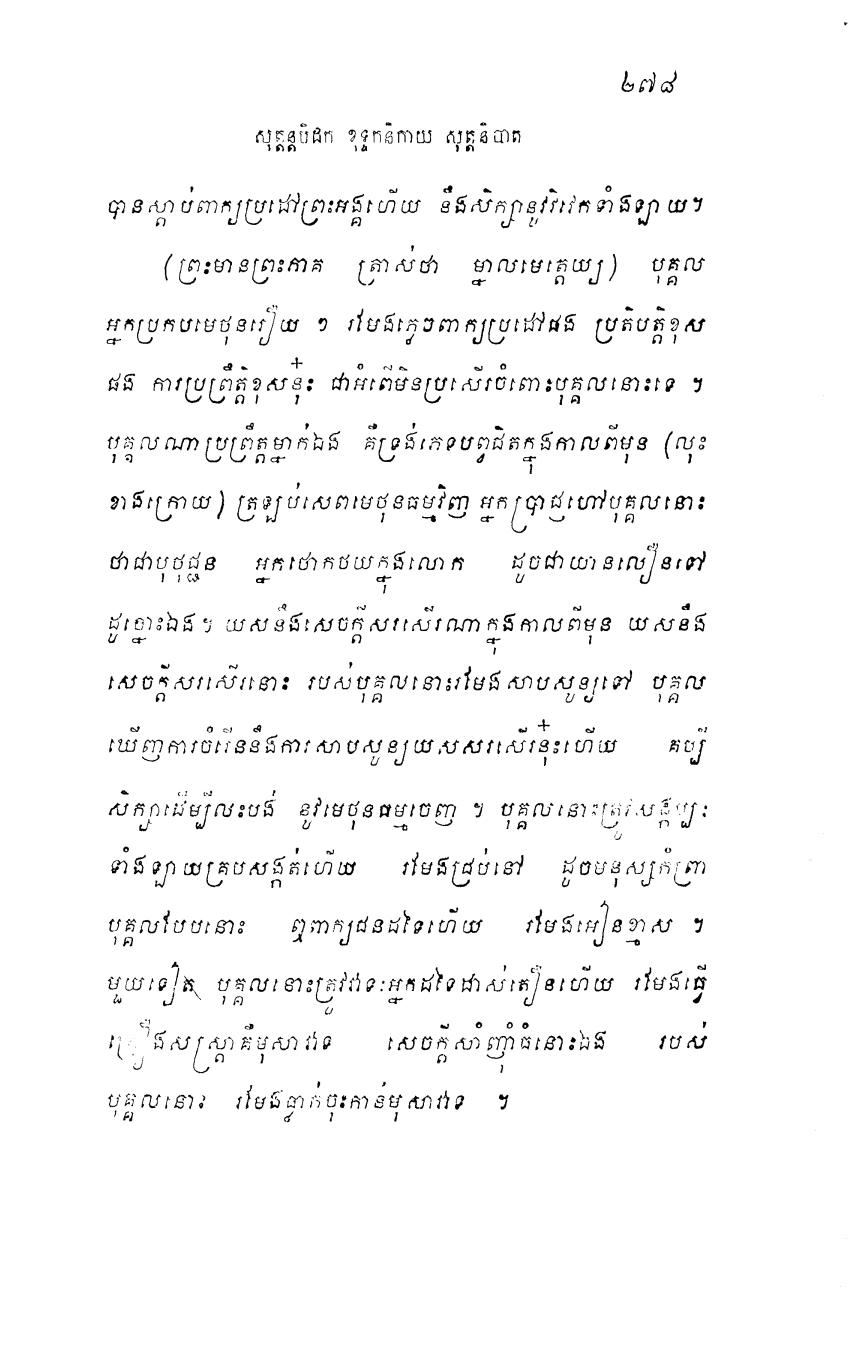 ២៧៨
សុត្តន្តបិដក ខុទ្ទកនិកាយ សុត្តនិបាត
បានស្តាប់ពាក្យប្រដៅព្រះអង្គហើយ នឹងសិក្សានូវវិវេកទាំងឡាយ។
(ព្រះមានព្រះភាគ ត្រាស់ថា ម្នាលមេត្តេយ្យ) បុគ្គល
អ្នកប្រកបមេថុនរឿយ ៗ រមែងភ្លេចពាក្យប្រដៅផង ប្រតិបត្តិខុស
ផង ការប្រព្រឹត្តិខុសនុ៎ះ ជាអំពើមិនប្រសើរចំពោះបុគ្គលនោះទេ ។
បុគ្គលណាប្រព្រឹត្តម្នាក់ឯង គឺទ្រង់ភេទបព្វជិតក្នុងកាលពីមុន (លុះ
ខាងក្រោយ) ត្រឡប់សេពមេថុនធម្មវិញ អ្នកប្រាជ្ញហៅបុគ្គលនោះ
ថាជាបុថុជ្ជន អ្នកថោកថយក្នុងលោក ដូចជាយានលឿនទៅ
ដូច្នោះឯង។ យសនឹងសេចក្តីសរសើរណាក្នុងកាលពីមុន យសនឹង
សេចក្តីសរសើរនោះ របស់បុគ្គលនោះរមែងសាបសូន្យទៅ បុគ្គល
ឃើញការចំរើននឹងការសាបសូន្យយសសរសើរនុ៎ះហើយ គប្បី
សិក្សាដើម្បីលះបង់ នូវមេថុនធម្មចេញ ។ បុគ្គលនោះត្រូវសង្កប្បៈ
ទាំងឡាយគ្របសង្កត់ហើយ រមែងជ្រប់នៅ ដូចមនុស្សកំព្រា
បុគ្គលបែបនោះ ឮពាក្យជនដទៃហើយ រមែងអៀនខ្មាស ។
មួយទៀត បុគ្គលនោះត្រូវវាទៈអ្នកដទៃដាស់តឿនហើយ រមែងធ្វើ
គ្រឿងសស្ត្រាគឺមុសាវាទ សេចក្តីសាំញ៉ាំធំនោះឯង របស់
បុគ្គលនោះ រមែងធ្លាក់ចុះកាន់មុសាវាទ ។